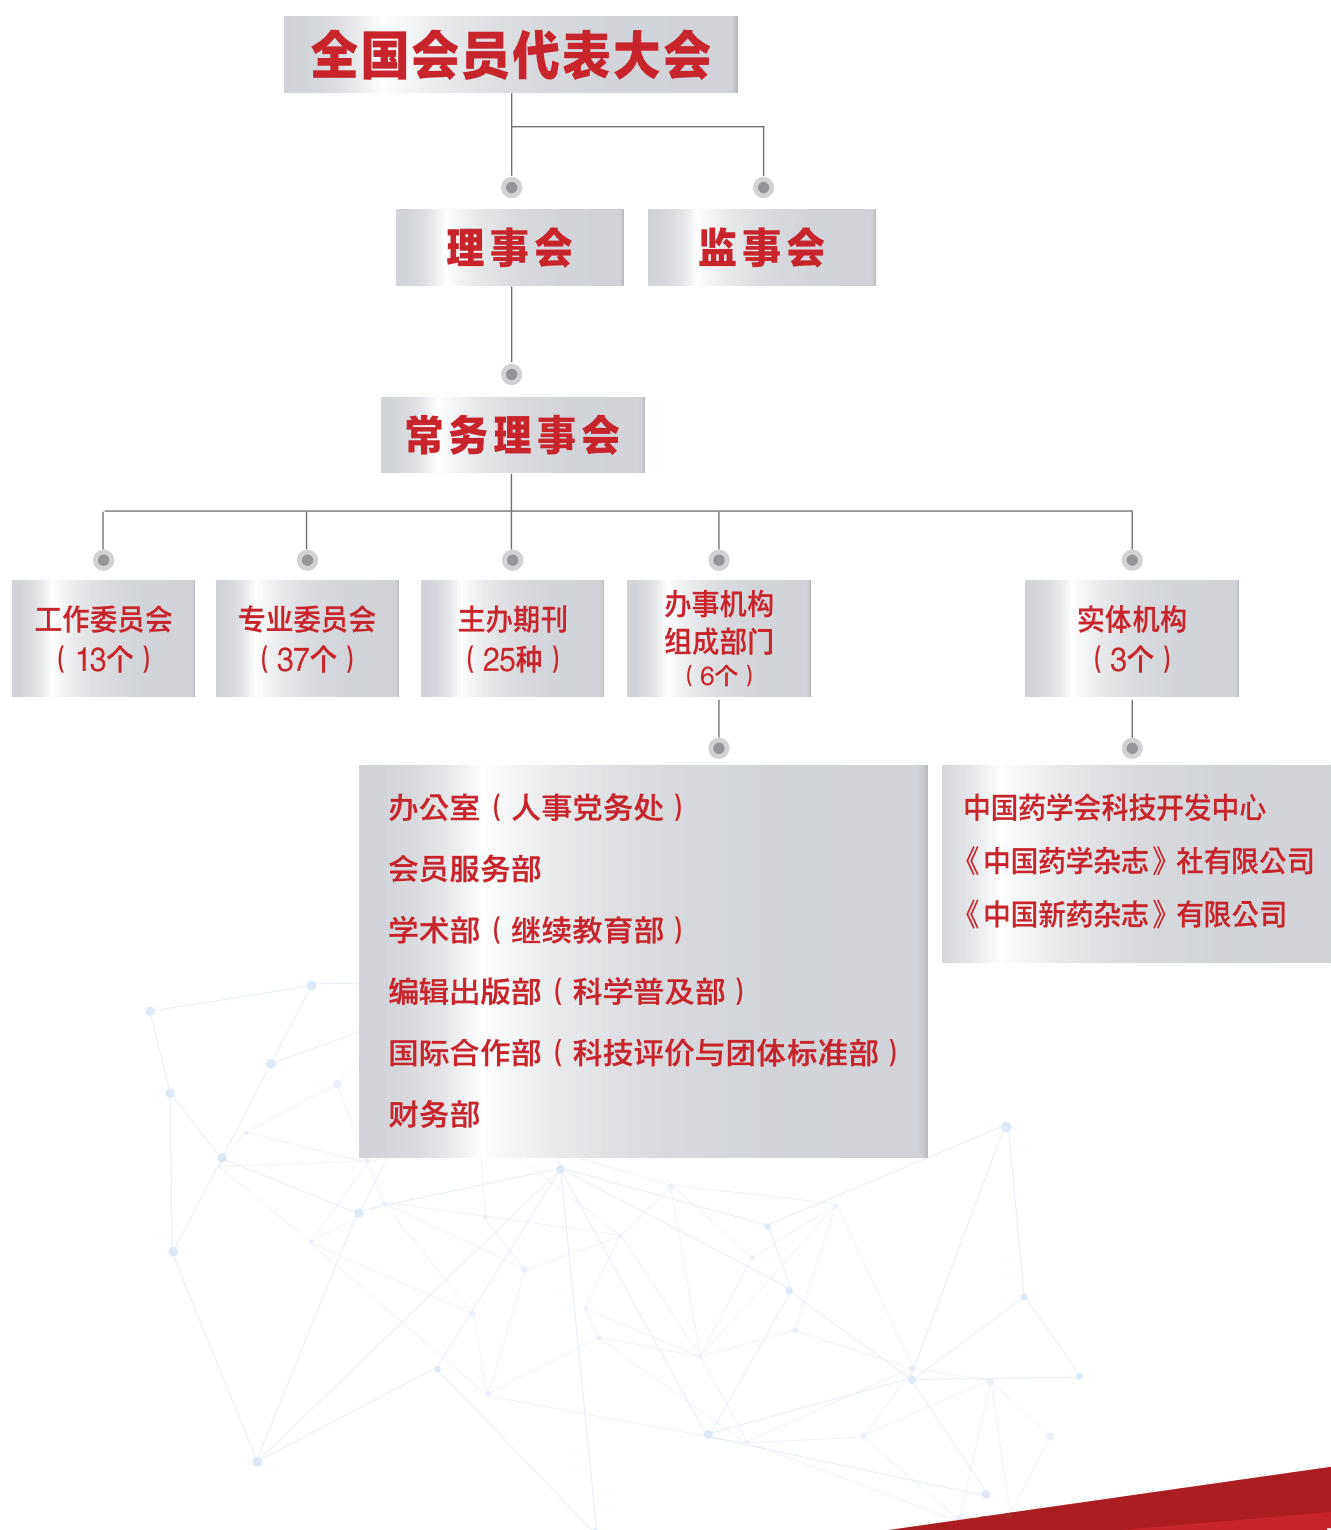 全国会员代表大会
理事会
监事会
常务理事会
工作委员会
（13个）
专业委员会
（37个）
主办期刊
（25种）
办事机构
组成部门
（6个）
实体机构
（3个）
办公室（人事党务处）
会员服务部
学术部（继续教育部）
编辑出版部（科学普及部）
国际合作部（科技评价与团体标准部）
财务部
中国药学会科技开发中心
《中国药学杂志》社有限公司
《中国新药杂志》有限公司